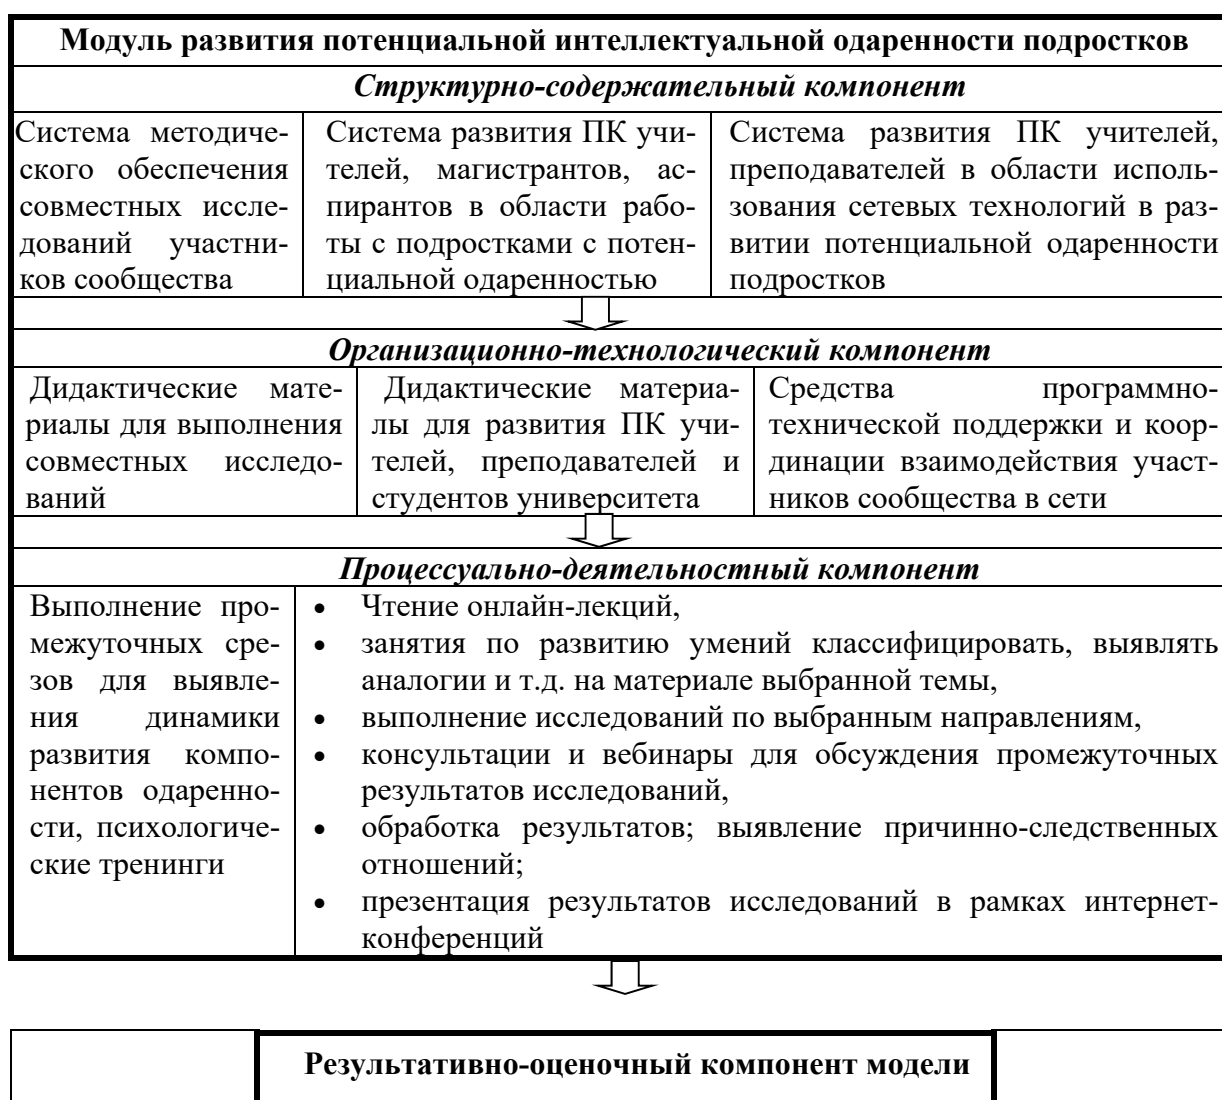 Модуль развития потенциальной интеллектуальной одаренности подростков
Структурно-содержательный компонент
Система методиче-
ского обеспечения
совместных иссле-
дований участни-
ков сообщества
Система развития ПК учи-
телей, магистрантов, ас-
пирантов в области рабо-
ты с подростками с потен-
циальной одаренностью
Система развития ПК учителей,
преподавателей в области исполь-
зования сетевых технологий в раз-
витии потенциальной одаренности
подростков
Организационно-технологический компонент
Дидактические мате-
риалы для выполнения
совместных исследо-
ваний
Дидактические материа-
лы для развития ПК учи-
телей, преподавателей и
студентов университета
Средства программно-
технической поддержки и коор-
динации взаимодействия участ-
ников сообщества в сети
Процессуально-деятельностный компонент
Выполнение про-
межуточных сре-
зов для выявле-
ния динамики
развития компо-
нентов одаренно-
сти, психологиче-
ские тренинги
• Чтение онлайн-лекций,
• занятия по развитию умений классифицировать, выявлять
аналогии и т.д. на материале выбранной темы,
• выполнение исследований по выбранным направлениям,
• консультации и вебинары для обсуждения промежуточных
результатов исследований,
• обработка результатов; выявление причинно-следственных
отношений;
• презентация результатов исследований в рамках интернет-
конференций
Результативно-оценочный компонент модели